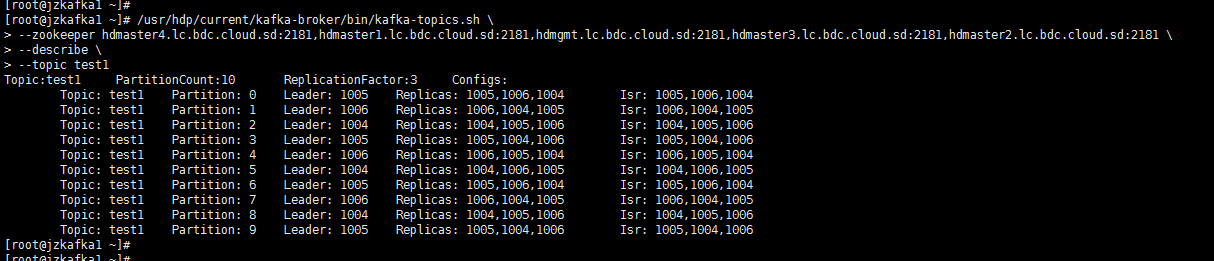 [root@jzkafka1 ~]#
[root@jzkafka1 ~]# /usr/hdp/current/kafka-broker/bin/kafka-topics.sh \
> --zookeeper hdmaster4.lc.bdc.cloud.sd:2181,hdmaster1.lc.bdc.cloud.sd:2181,hdmgmt.lc.bdc.cloud.sd:2181,hdmaster3.lc.bdc.cloud.sd:2181,hdmaster2.lc.bdc.cloud.sd:2181 \
> --describe \
> --topic test1
Topic:test1 PartitionCount:10 ReplicationFactor:3 Configs:
Topic: test1 Partition: 0 Leader: 1005 Replicas: 1005,1006,1004 Isr: 1005,1006,1004
Topic: test1 Partition: 1 Leader: 1006 Replicas: 1006,1004,1005 Isr: 1006,1004,1005
Topic: test1 Partition: 2 Leader: 1004 Replicas: 1004,1005,1006 Isr: 1004,1005,1006
Topic: test1 Partition: 3 Leader: 1005 Replicas: 1005,1004,1006 Isr: 1005,1004,1006
Topic: test1 Partition: 4 Leader: 1006 Replicas: 1006,1005,1004 Isr: 1006,1005,1004
Topic: test1 Partition: 5 Leader: 1004 Replicas: 1004,1006,1005 Isr: 1004,1006,1005
Topic: test1 Partition: 6 Leader: 1005 Replicas: 1005,1006,1004 Isr: 1005,1006,1004
Topic: test1 Partition: 7 Leader: 1006 Replicas: 1006,1004,1005 Isr: 1006,1004,1005
Topic: test1 Partition: 8 Leader: 1004 Replicas: 1004,1005,1006 Isr: 1004,1005,1006
Topic: test1 Partition: 9 Leader: 1005 Replicas: 1005,1004,1006 Isr: 1005,1004,1006
[root@jzkafka1 ~]#
[root@jzkafka1 ~]#